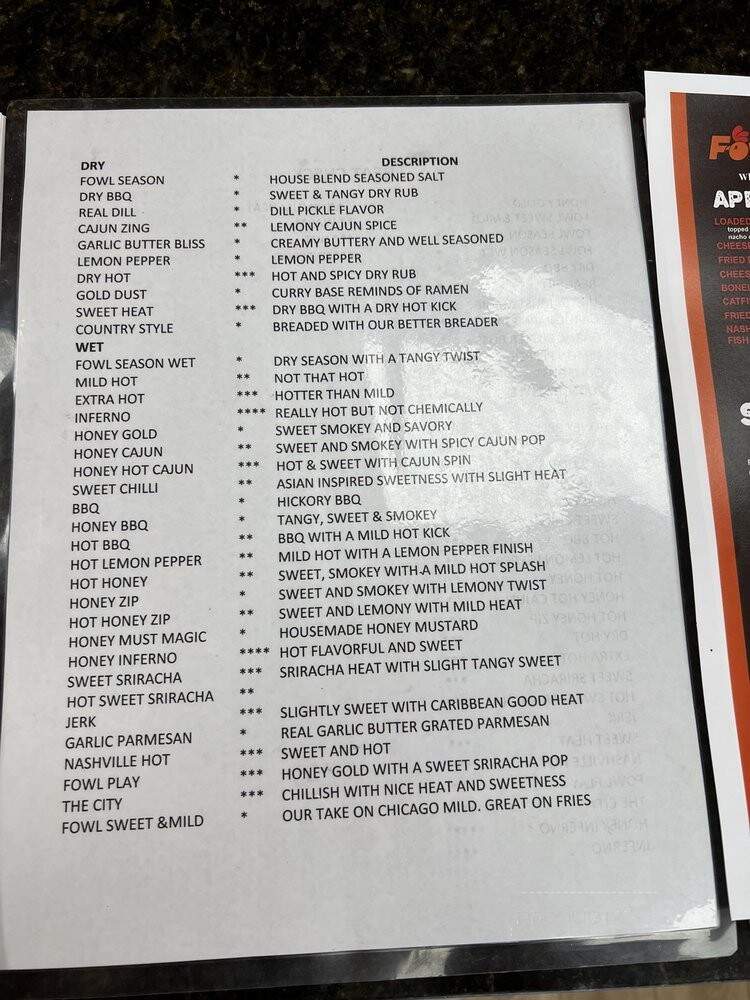 DRY DESCRIPTION
FOWL SEASON * HOUSE BLEND SEASONED SALT
DRY BBQ * SWEET & TANGY DRY RUB
REAL DILL * DILL PICKLE FLAVOR
CAJUN ZING ** LEMONY CAJUN SPICE
GARLIC BUTTER BLISS * CREAMY BUTTERY AND WELL SEASONED
LEMON PEPPER * LEMON PEPPER
DRY HOT *** HOT AND SPICY DRY RUB
GOLD DUST * CURRY BASE REMINDS OF RAMEN
SWEET HEAT *** DRY BBQ WITH A DRY HOT KICK
COUNTRY STYLE * BREADED WITH OUR BETTER BREADER
WET
FOWL SEASON WET * DRY SEASON WITH A TANGY TWIST
MILD HOT ** NOT THAT HOT
EXTRA HOT *** HOTTER THAN MILD
INFERNO **** REALLY HOT BUT NOT CHEMICALLY
HONEY GOLD * SWEET SMOKEY AND SAVORY
HONEY CAJUN ** SWEET AND SMOKEY WITH SPICY CAJUN POP
HONEY HOT CAJUN *** HOT & SWEET WITH CAJUN SPIN
SWEET CHILLI ** ASIAN INSPIRED SWEETNESS WITH SLIGHT HEAT
BBQ * HICKORY BBQ
HONEY BBQ * TANGY, SWEET & SMOKEY
HOT BBQ ** BBQ WITH A MILD HOT KICK
HOT LEMON PEPPER ** MILD HOT WITH A LEMON PEPPER FINISH
HOT HONEY ** SWEET, SMOKEY WITH A MILD HOT SPLASH
HONEY ZIP * SWEET AND SMOKEY WITH LEMONY TWIST
HOT HONEY ZIP ** SWEET AND LEMONY WITH MILD HEAT
HONEY MUST MAGIC * HOUSEMADE HONEY MUSTARD
HONEY INFERNO **** HOT FLAVORFUL AND SWEET
SWEET SRIRACHA *** SRIRACHA HEAT WITH SLIGHT TANGY SWEET
HOT SWEET SRIRACHA **
JERK *** SLIGHTLY SWEET WITH CARIBBEAN GOOD HEAT
GARLIC PARMESAN * REAL GARLIC BUTTER GRATED PARMESAN
NASHVILLE HOT *** SWEET AND HOT
FOWL PLAY *** HONEY GOLD WITH A SWEET SRIRACHA POP
THE CITY *** CHILLISH WITH NICE HEAT AND SWEETNESS
FOWL SWEET &MILD * OUR TAKE ON CHICAGO MILD. GREAT ON FRIES
LOADED
topped
nacho
FRIED
CATFI
FRIED
NASH
FISH